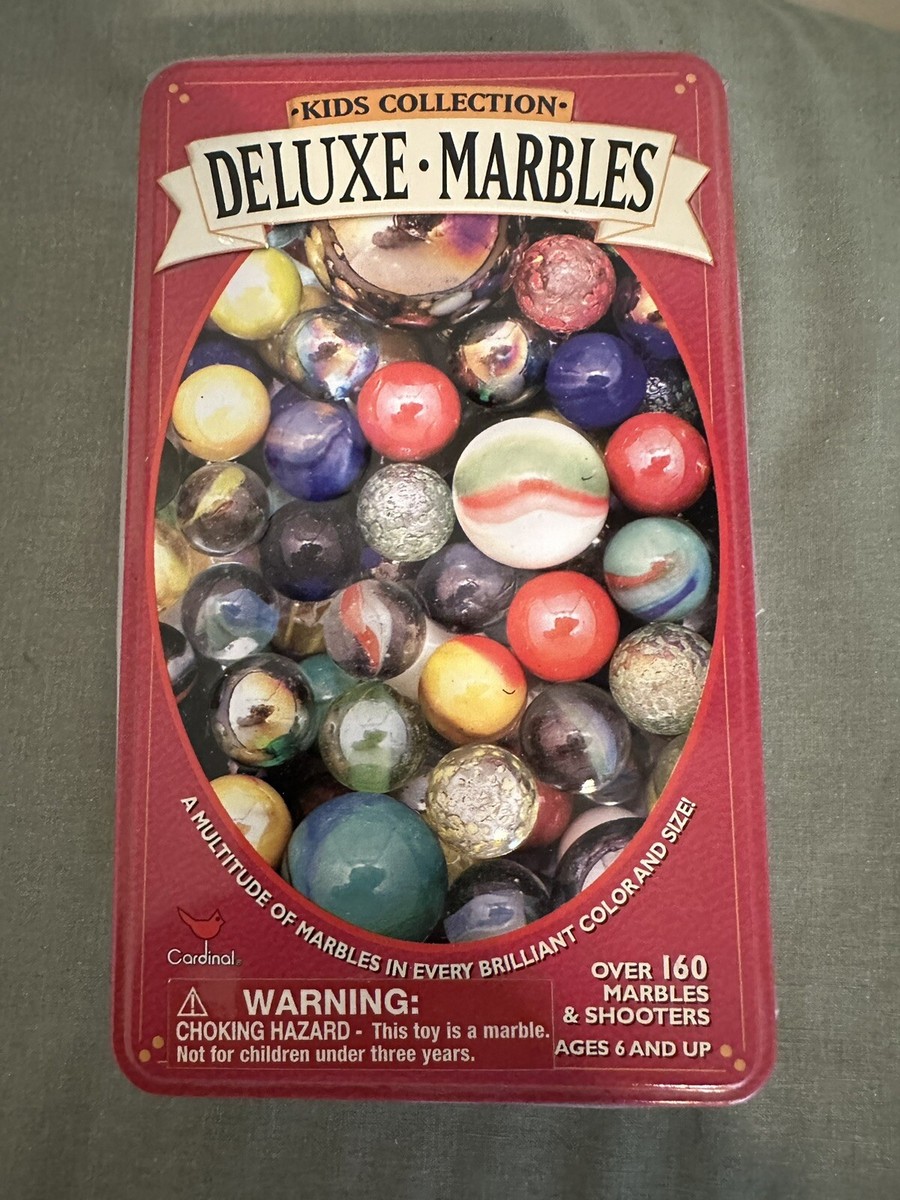 •KIDS COLLECTION•
DELUXE • MARBLES
A MULTITUDE OF MARBLES IN EVERY BRILLIANT COLOR AND SIZE!
Cardinal
OVER 160
MARBLES
& SHOOTERS
AGES 6 AND UP
WARNING:
CHOKING HAZARD - This toy is a marble.
Not for children under three years.